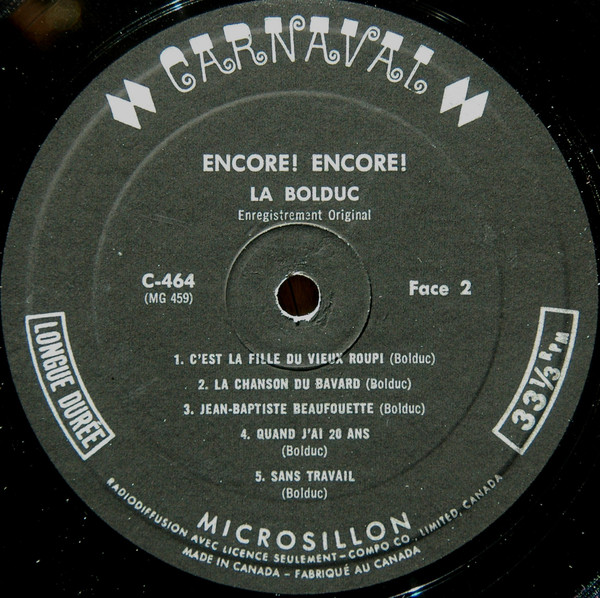 CARNAVAL
ENCORE! ENCORE!
LA BOLDUC
Enregistrement Original
C-464
(MG 459)
Face 2
LONGUE DURÉE
33 1/3 RPM
1. C'EST LA FILLE DU VIEUX ROUPI (Bolduc)
2. LA CHANSON DU BAVARD (Bolduc)
3. JEAN-BAPTISTE BEAUFOUETTE (Bolduc)
4. QUAND J'AI 20 ANS
(Bolduc)
5. SANS TRAVAIL
(Bolduc)
MICROSILLON
RADIODIFFUSION AVEC LICENCE SEULEMENT-COMPO CO., LIMITED, CANADA
MADE IN CANADA - FABRIQUÉ AU CANADA